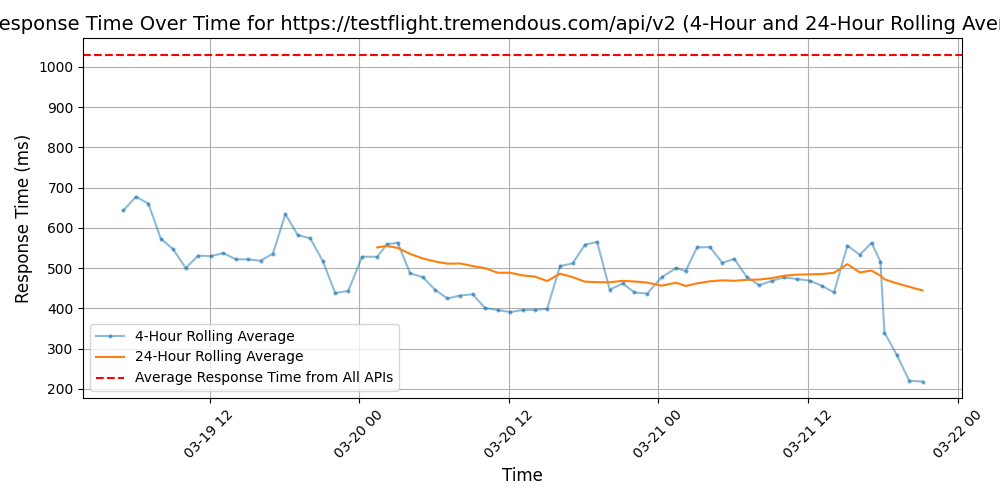 esponse Time Over Time for https://testflight.tremendous.com/api/v2 (4-Hour and 24-Hour Rolling Aver
Response Time (ms)
1000
900
800
700
600
500
400
300
200
4-Hour Rolling Average
24-Hour Rolling Average
Average Response Time from All APIs
03-19 12
03-20 00
03-20 12
03-21 00
03-21 12
03-22 00
Time